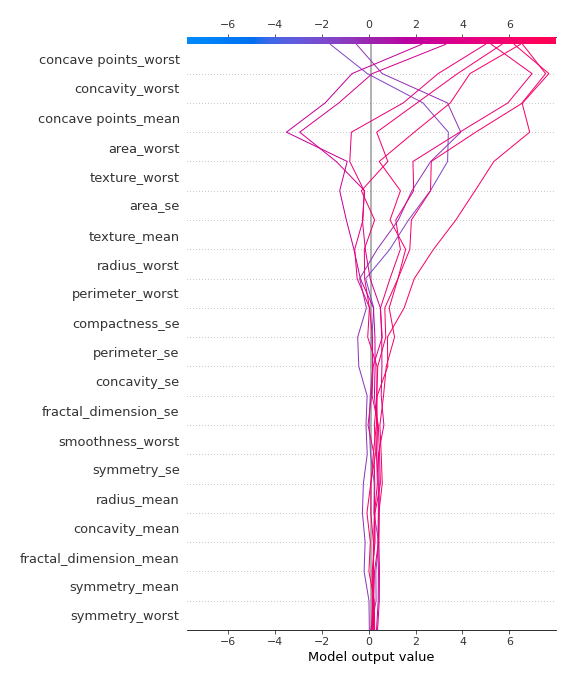 −6 −4 −2 0 2 4 6
concave points_worst
concavity_worst
concave points_mean
area_worst
texture_worst
area_se
texture_mean
radius_worst
perimeter_worst
compactness_se
perimeter_se
concavity_se
fractal_dimension_se
smoothness_worst
symmetry_se
radius_mean
concavity_mean
fractal_dimension_mean
symmetry_mean
symmetry_worst
−6 −4 −2 0 2 4 6
Model output value